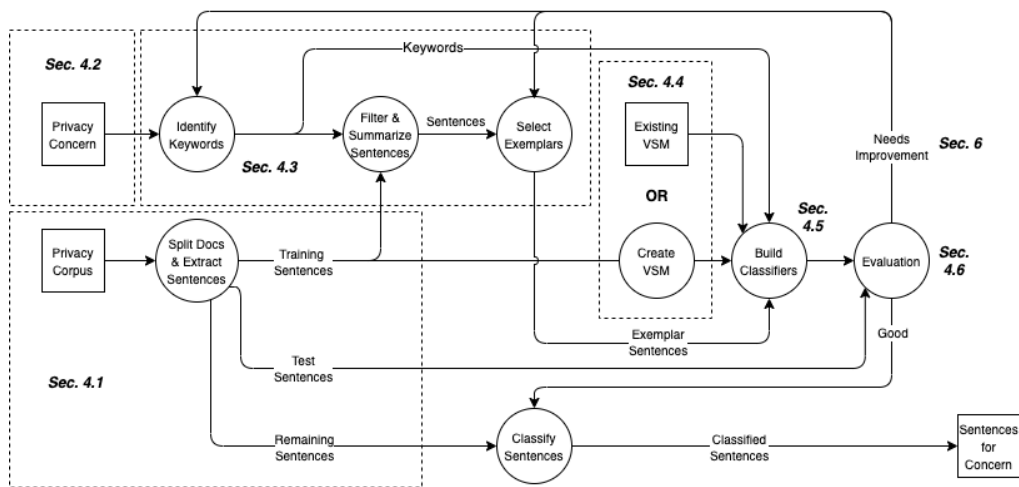 Keywords
Sec. 4.2
Sec. 4.4
Privacy
Concern
Identify
Keywords
Filter &
Summarize
Sentences
Sentences
Select
Exemplars
Existing
VSM
Needs
Improvement
Sec. 6
Sec. 4.3
OR
Sec.
4.5
Privacy
Corpus
Split Docs
& Extract
Sentences
Training
Sentences
Create
VSM
Build
Classifiers
Evaluation
Sec.
4.6
Exemplar
Sentences
Good
Test
Sentences
Sec. 4.1
Remaining
Sentences
Classify
Sentences
Classified
Sentences
Sentences
for
Concern